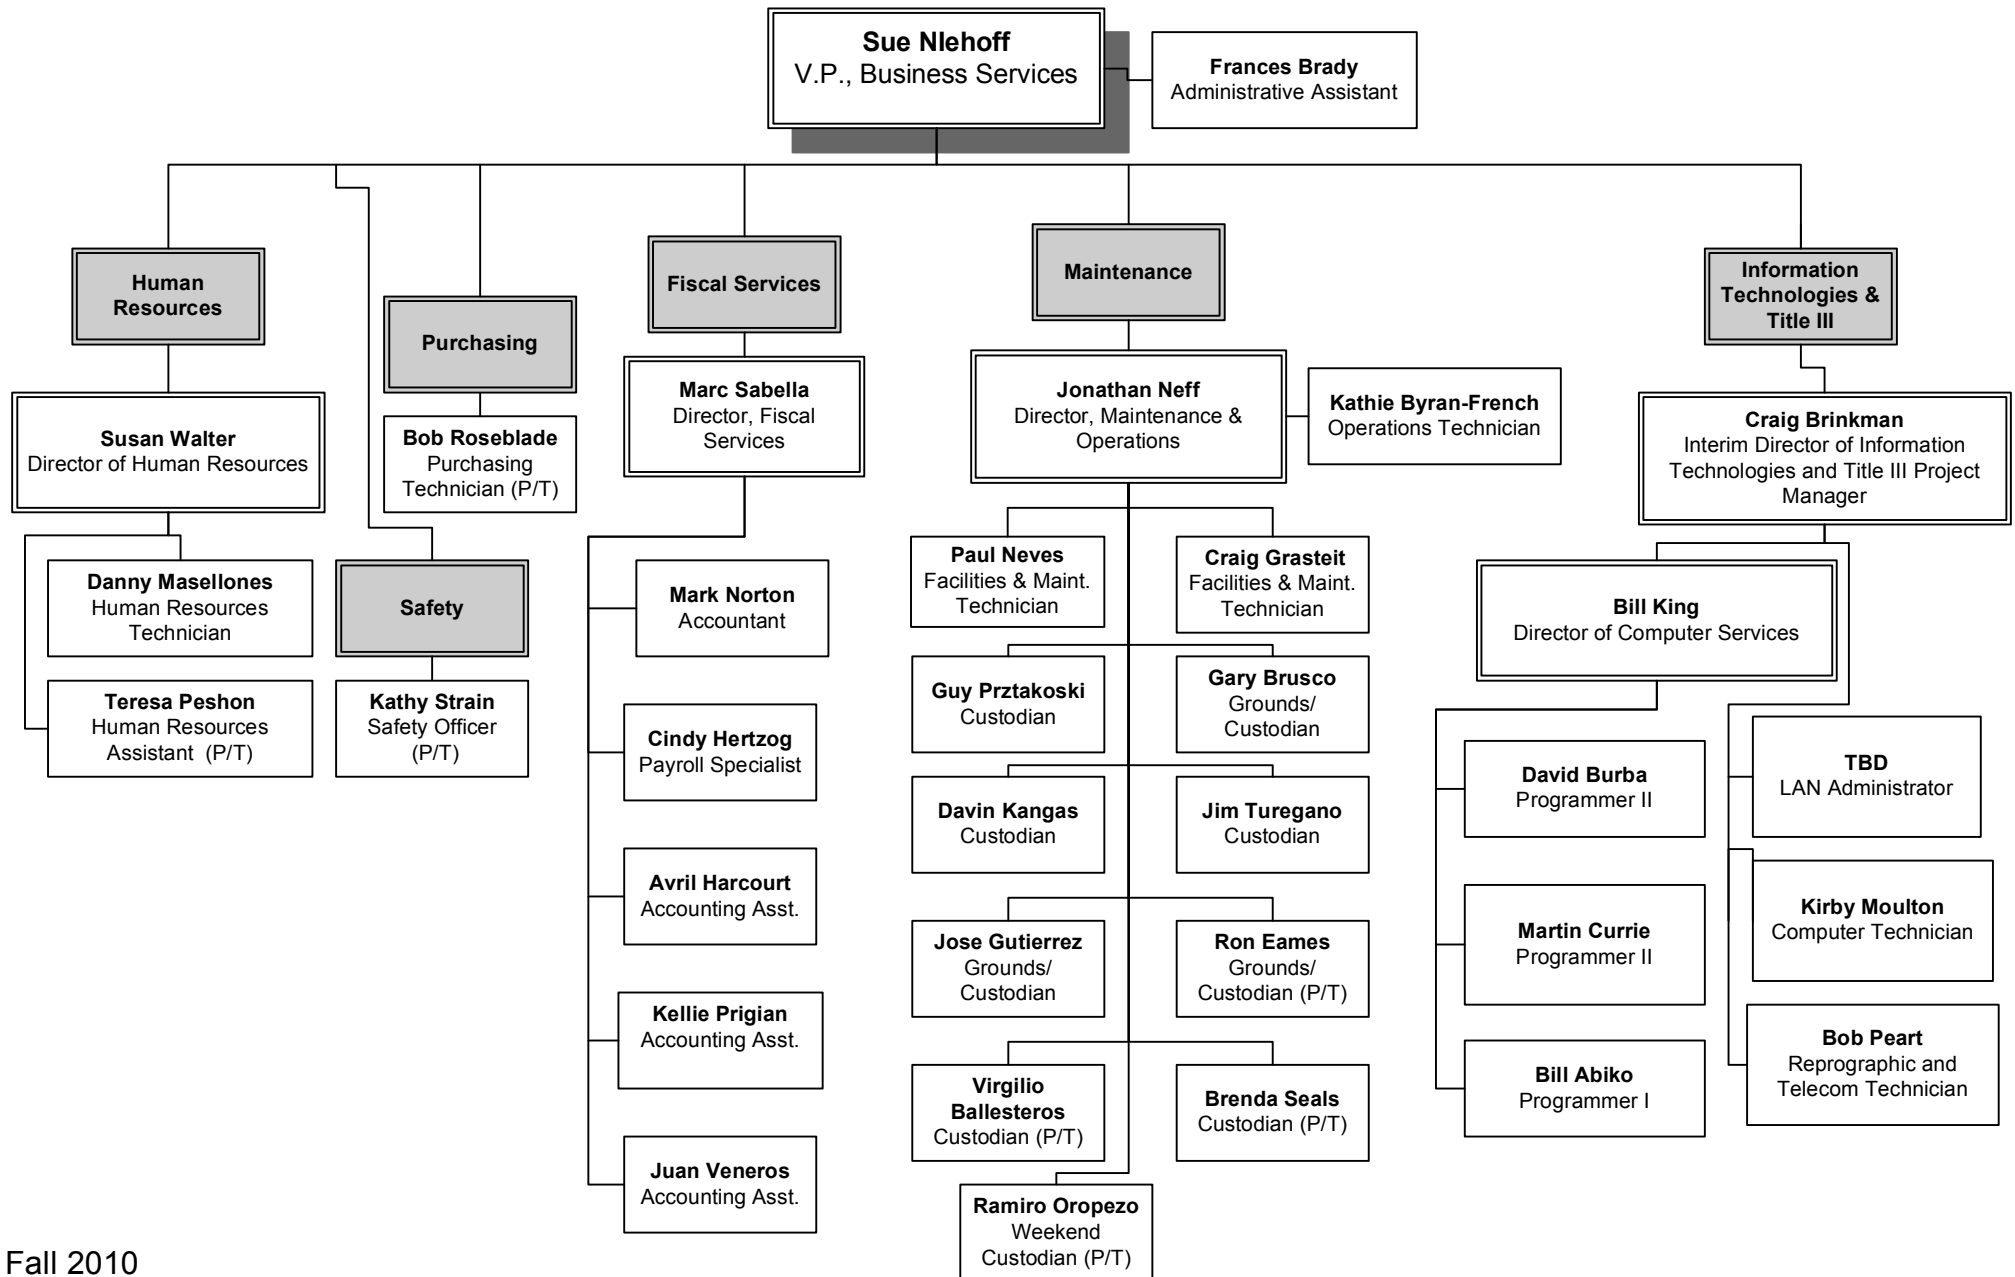 Sue NIehoff
V.P., Business Services
Frances Brady
Administrative Assistant
Human
Resources
Susan Walter
Director of Human Resources
Danny Masellones
Human Resources
Technician
Teresa Peshon
Human Resources
Assistant (P/T)
Safety
Kathy Strain
Safety Officer
(P/T)
Purchasing
Bob Roseblade
Purchasing
Technician (P/T)
Fiscal Services
Marc Sabella
Director, Fiscal
Services
Mark Norton
Accountant
Cindy Hertzog
Payroll Specialist
Avril Harcourt
Accounting Asst.
Kellie Prigian
Accounting Asst.
Juan Veneros
Accounting Asst.
Maintenance
Jonathan Neff
Director, Maintenance &
Operations
Kathie Byran-French
Operations Technician
Paul Neves
Facilities & Maint.
Technician
Craig Grasteit
Facilities & Maint.
Technician
Guy Prztakoski
Custodian
Gary Brusco
Grounds/
Custodian
Davin Kangas
Custodian
Jim Turegano
Custodian
Jose Gutierrez
Grounds/
Custodian
Ron Eames
Grounds/
Custodian (P/T)
Virgilio
Ballesteros
Custodian (P/T)
Brenda Seals
Custodian (P/T)
Ramiro Oropezo
Weekend
Custodian (P/T)
Information
Technologies &
Title III
Craig Brinkman
Interim Director of Information
Technologies and Title III Project
Manager
Bill King
Director of Computer Services
David Burba
Programmer II
Martin Currie
Programmer II
Bill Abiko
Programmer I
TBD
LAN Administrator
Kirby Moulton
Computer Technician
Bob Peart
Reprographic and
Telecom Technician
Fall 2010